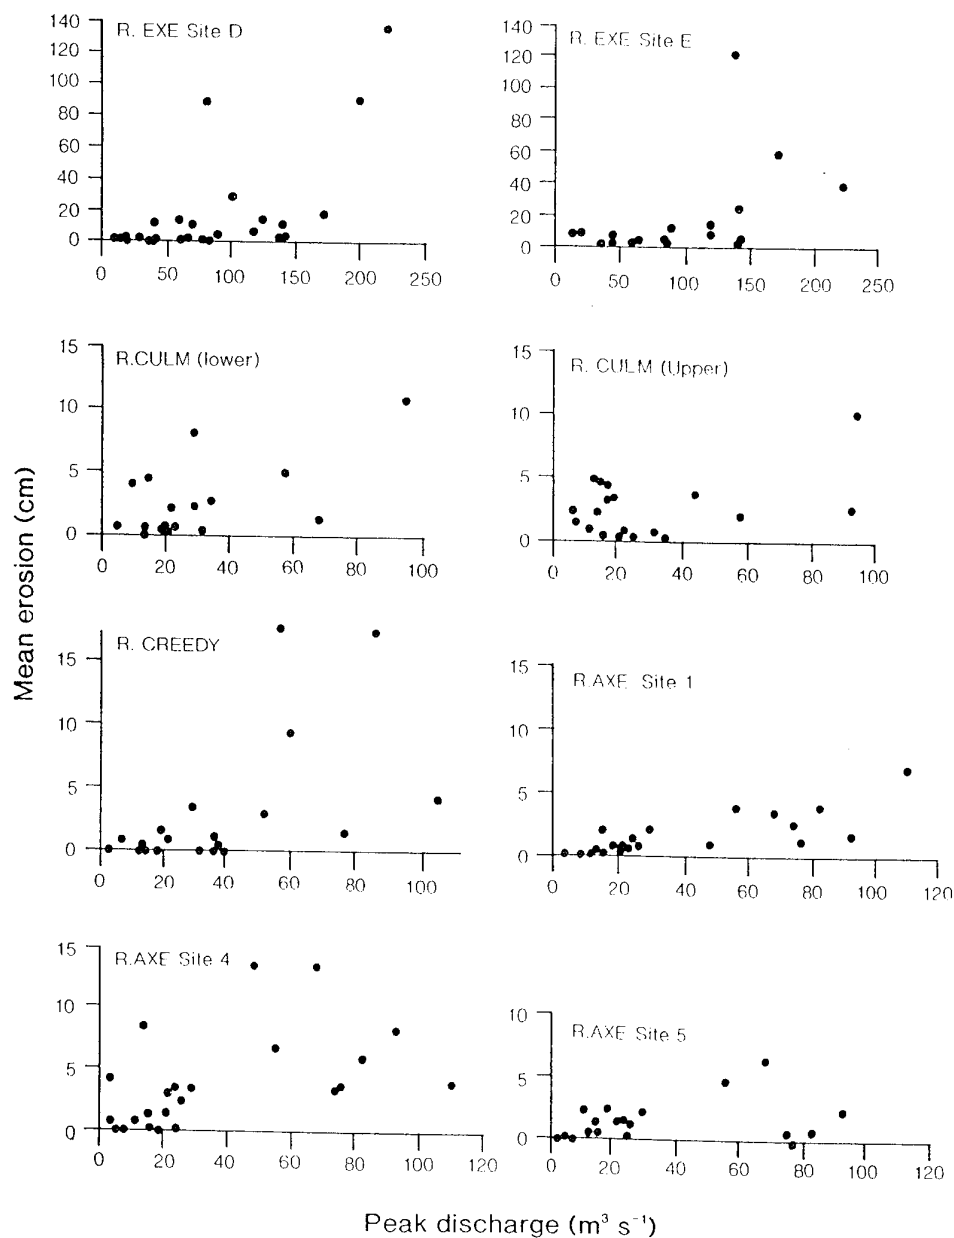 R. EXE Site D
140
120
100
80
60
40
20
0
0 50 100 150 200 250
R. EXE Site E
140
120
100
80
60
40
20
0
0 50 100 150 200 250
R.CULM (lower)
15
10
5
0
0 20 40 60 80 100
R. CULM (Upper)
15
10
5
0
0 20 40 60 80 100
R. CREEDY
15
10
5
0
0 20 40 60 80 100
R.AXE Site 1
15
10
5
0
0 20 40 60 80 100 120
R.AXE Site 4
15
10
5
0
0 20 40 60 80 100 120
R.AXE Site 5
10
5
0
0 20 40 60 80 100 120
Mean erosion (cm)
Peak discharge (m³ s⁻¹)